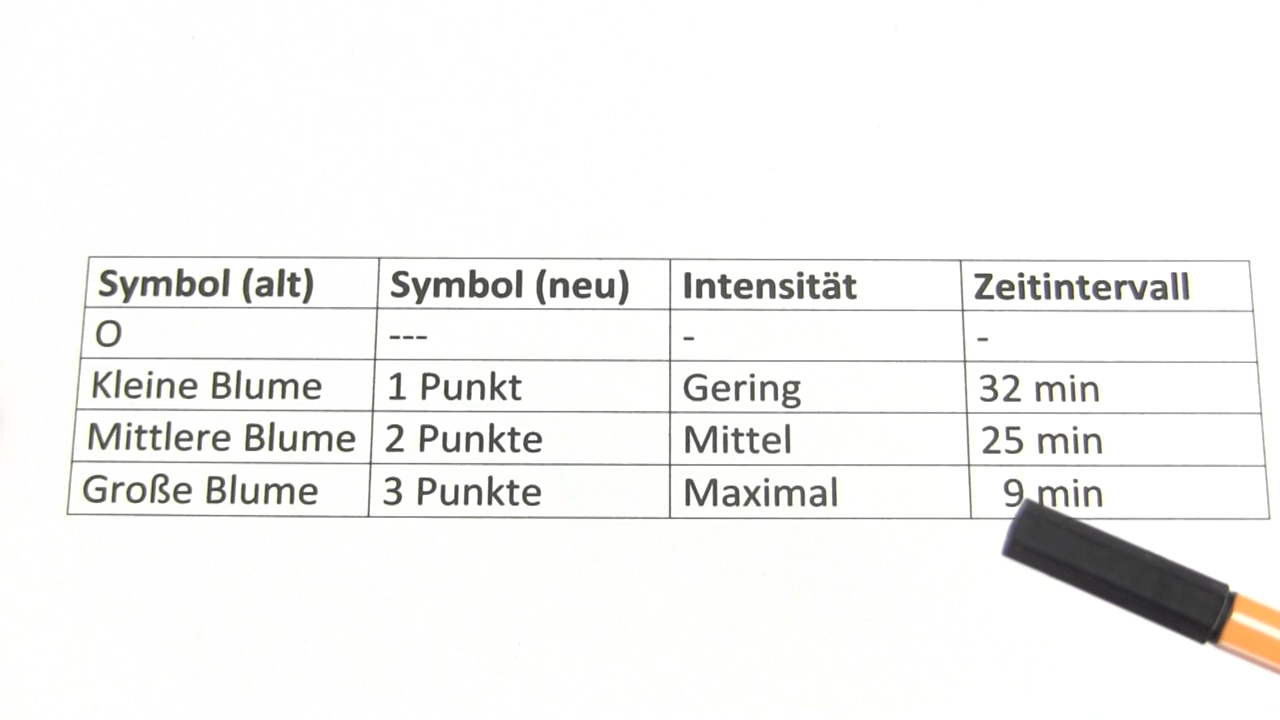 Symbol (alt) Symbol (neu) Intensität Zeitintervall
O --- - -
Kleine Blume 1 Punkt Gering 32 min
Mittlere Blume 2 Punkte Mittel 25 min
Große Blume 3 Punkte Maximal 9 min